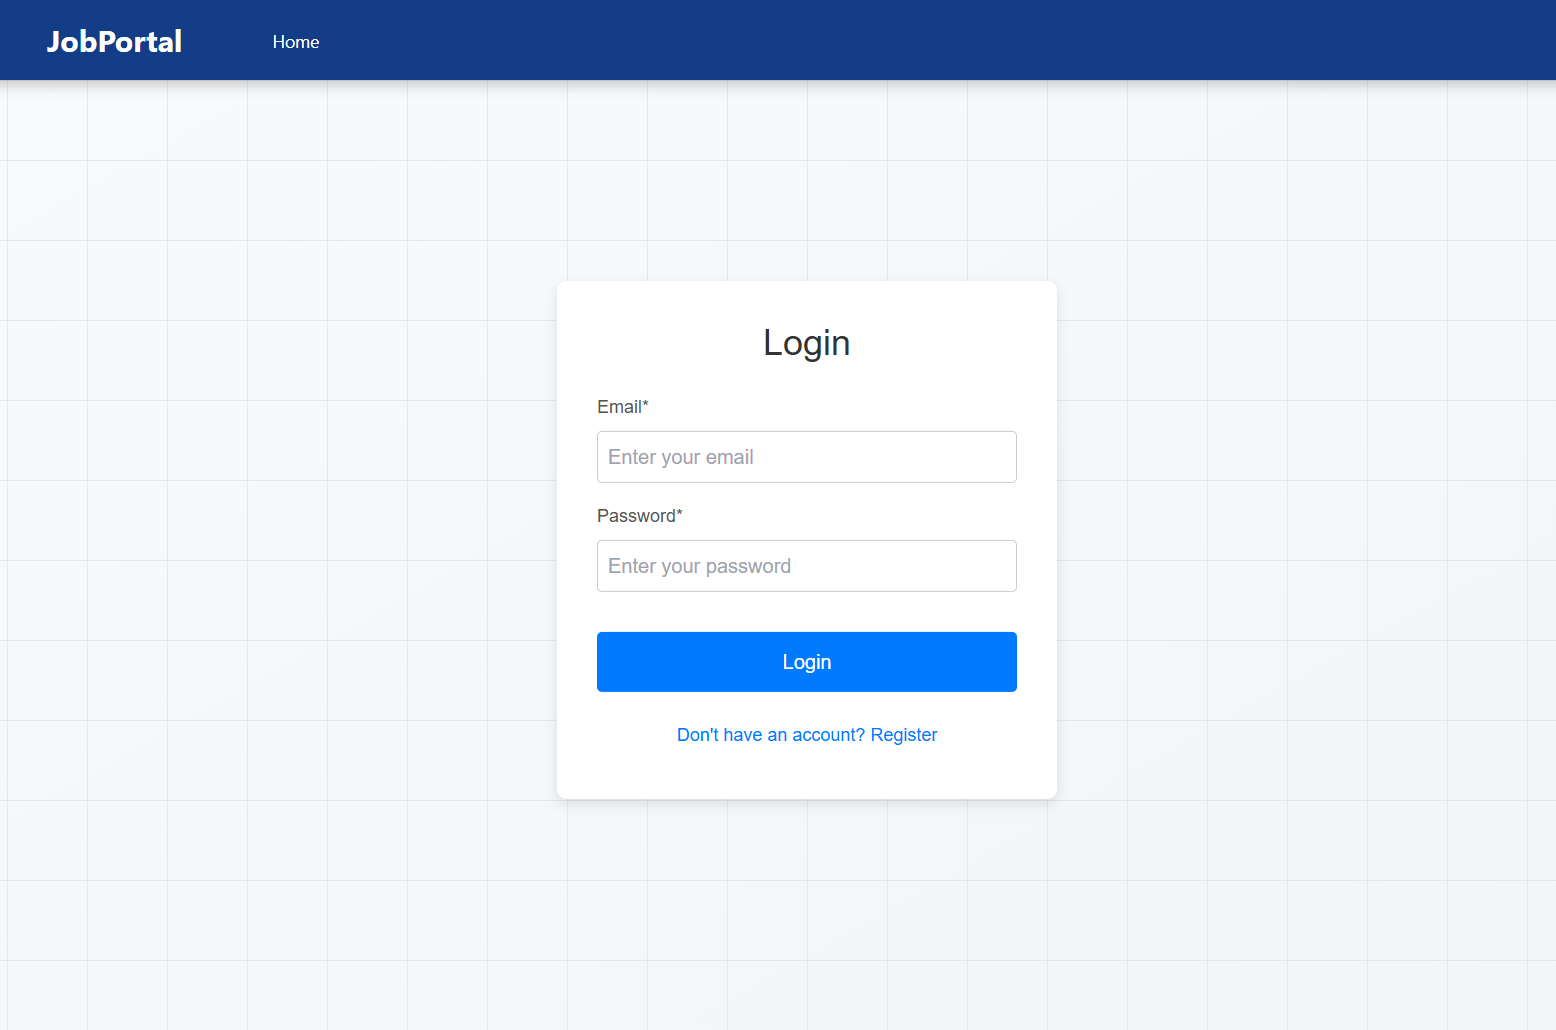 JobPortal
Home
Login
Email*
Enter your email
Password*
Enter your password
Login
Don't have an account? Register